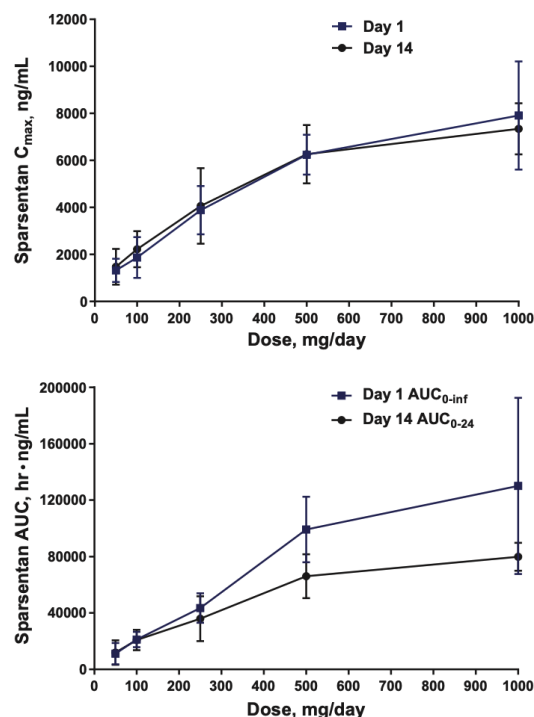 Day 1
Day 14
12000
10000
8000
6000
4000
2000
0
Sparsentan Cmax, ng/mL
0 100 200 300 400 500 600 700 800 900 1000
Dose, mg/day
Day 1 AUC0-inf
Day 14 AUC0-24
200000
160000
120000
80000
40000
0
Sparsentan AUC, hr•ng/mL
0 100 200 300 400 500 600 700 800 900 1000
Dose, mg/day